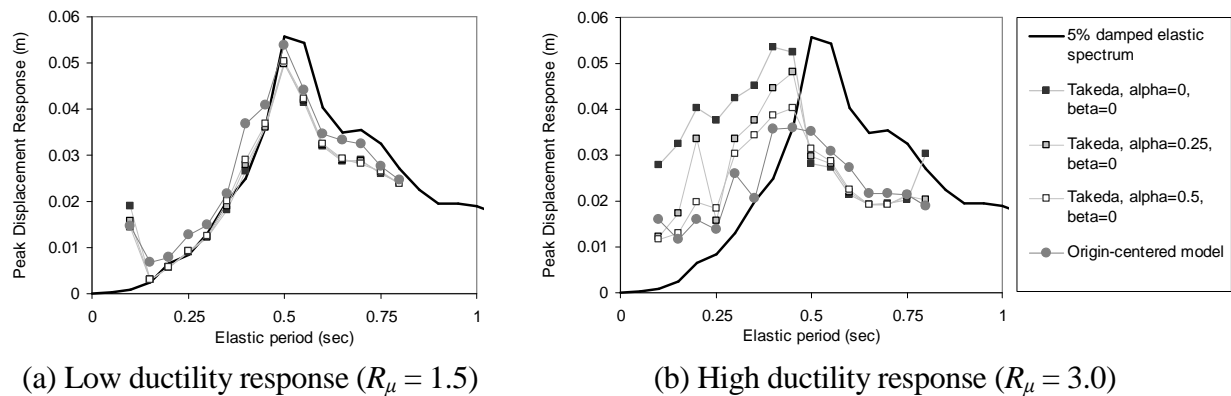 Peak Displacement Response (m)
0.06
0.05
0.04
0.03
0.02
0.01
0
0
0.25
0.5
0.75
1
Elastic period (sec)
(a) Low ductility response (Rμ = 1.5)
Peak Displacement Response (m)
0.06
0.05
0.04
0.03
0.02
0.01
0
0
0.25
0.5
0.75
1
Elastic period (sec)
(b) High ductility response (Rμ = 3.0)
5% damped elastic
spectrum
Takeda, alpha=0,
beta=0
Takeda, alpha=0.25,
beta=0
Takeda, alpha=0.5,
beta=0
Origin-centered model